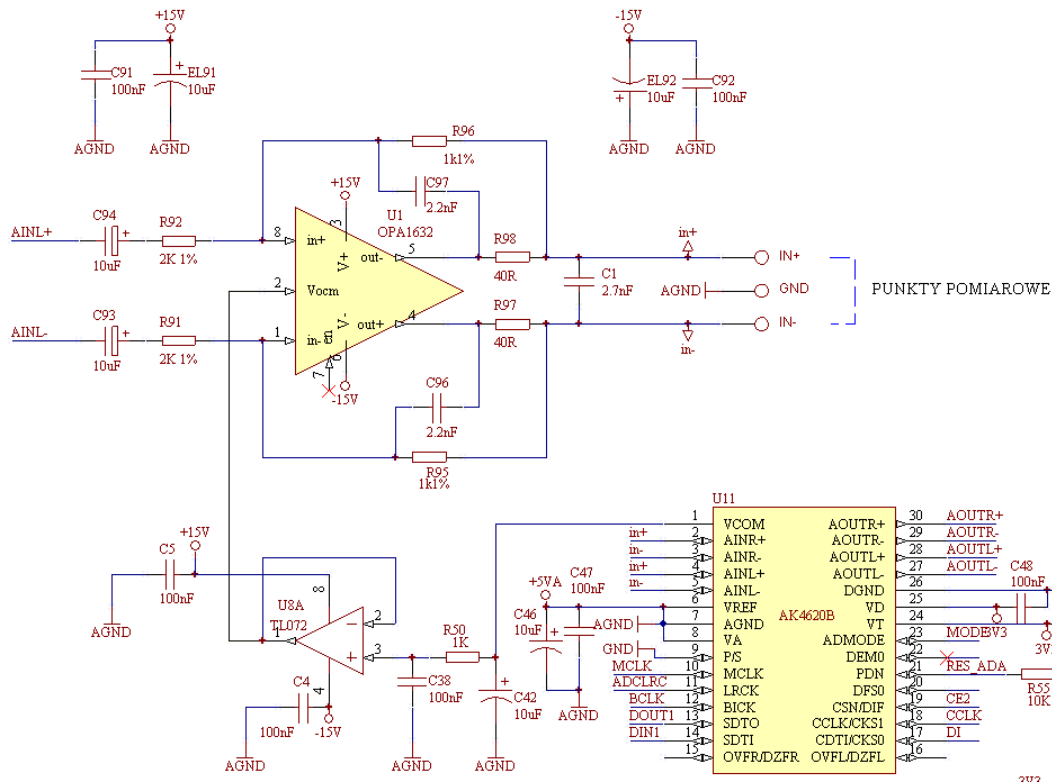 +15V
-15V
C91
100nF
EL91
10uF
EL92
10uF
C92
100nF
AGND
AGND
AGND
AGND
R96
1k1%
C97
2.2nF
+15V
U1
OPA1632
AINL+
C94
10uF
R92
2K 1%
8
in+
3
V+
out-
5
R98
40R
in+
IN+
2
Vocm
C1
2.7nF
AGND
GND
PUNKTY POMIAROWE
AINL-
C93
10uF
R91
2K 1%
1
in-
V-
en
out+
4
R97
40R
in-
IN-
7
6
-15V
C96
2.2nF
R95
1k1%
+15V
C5
100nF
AGND
U8A
TL072
8
1
2
3
4
R50
1K
C38
100nF
C42
10uF
C4
100nF
-15V
AGND
AGND
AGND
U11
AK4620B
1 VCOM AOUTR+ 30 AOUTR+
in+ 2 AINR+ AOUTR- 29 AOUTR-
in- 3 AINR- AOUTL+ 28 AOUTL+
in+ 4 AINL+ AOUTL- 27 AOUTL-
in- 5 AINL- DGND 26
6 VREF VD 25
AGND 7 AGND VT 24
8 VA ADMODE 23 MODE
GND 9 P/S DEM0 22
MCLK 10 MCLK PDN 21 RES_ADA
ADCLRC 11 LRCK DFS0 20
BCLK 12 BICK CSN/DIF 19 CE2
DOUT1 13 SDTO CCLK/CKS1 18 CCLK
DIN1 14 SDTI CDTI/CKS0 17 DI
15 OVFR/DZFR OVFL/DZFL 16
+5VA
C47
100nF
C46
10uF
AGND
C48
100nF
3V3
R55
10K
3V3